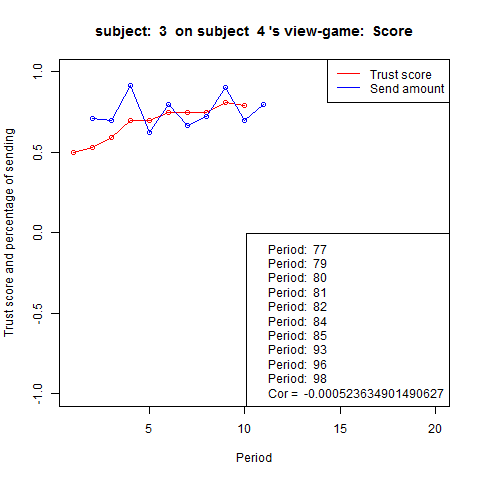 subject: 3 on subject 4 's view-game: Score
Trust score and percentage of sending
1.0
0.5
0.0
-0.5
-1.0
Trust score
Send amount
Period: 77
Period: 79
Period: 80
Period: 81
Period: 82
Period: 84
Period: 85
Period: 93
Period: 96
Period: 98
Cor = -0.000523634901490627
5 10 15 20
Period